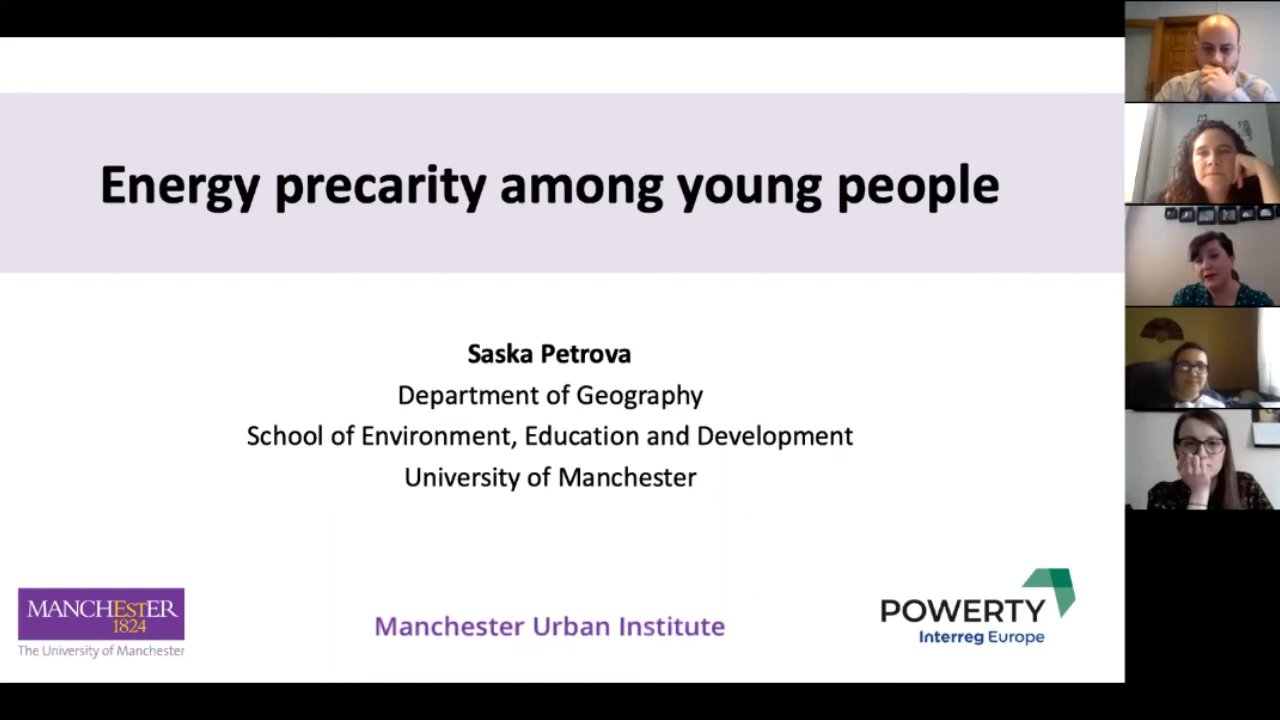 Energy precarity among young people
Saska Petrova
Department of Geography
School of Environment, Education and Development
University of Manchester
MANCHESTER
1824
The University of Manchester
Manchester Urban Institute
POWERTY
Interreg Europe